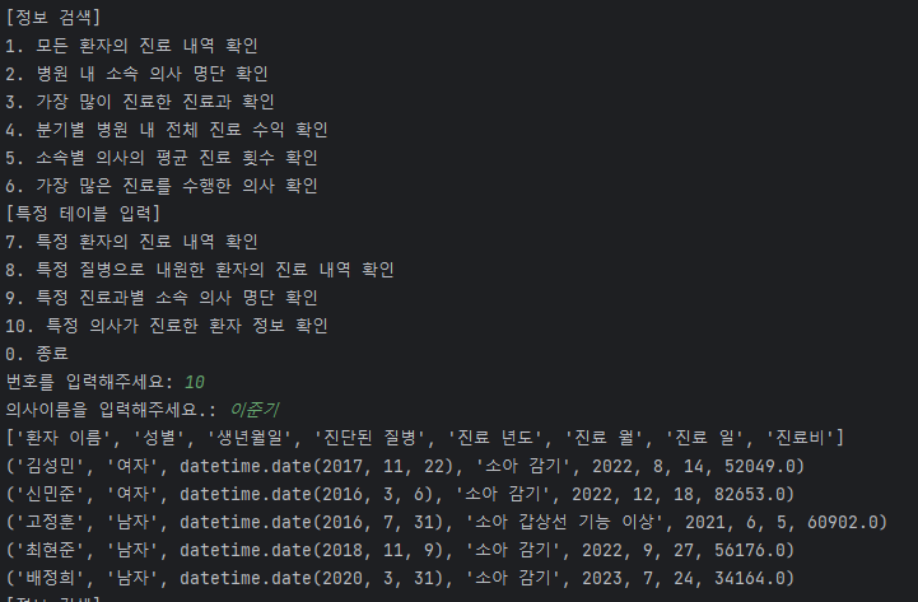 [정보 검색]
1. 모든 환자의 진료 내역 확인
2. 병원 내 소속 의사 명단 확인
3. 가장 많이 진료한 진료과 확인
4. 분기별 병원 내 전체 진료 수익 확인
5. 소속별 의사의 평균 진료 횟수 확인
6. 가장 많은 진료를 수행한 의사 확인
[특정 테이블 입력]
7. 특정 환자의 진료 내역 확인
8. 특정 질병으로 내원한 환자의 진료 내역 확인
9. 특정 진료과별 소속 의사 명단 확인
10. 특정 의사가 진료한 환자 정보 확인
0. 종료
번호를 입력해주세요: 10
의사이름을 입력해주세요.: 이준기
['환자 이름', '성별', '생년월일', '진단된 질병', '진료 년도', '진료 월', '진료 일', '진료비']
('김성민', '여자', datetime.date(2017, 11, 22), '소아 감기', 2022, 8, 14, 52049.0)
('신민준', '여자', datetime.date(2016, 3, 6), '소아 감기', 2022, 12, 18, 82653.0)
('고정훈', '남자', datetime.date(2016, 7, 31), '소아 갑상선 기능 이상', 2021, 6, 5, 60902.0)
('최현준', '남자', datetime.date(2018, 11, 9), '소아 감기', 2022, 9, 27, 56176.0)
('배정희', '남자', datetime.date(2020, 3, 31), '소아 감기', 2023, 7, 24, 34164.0)